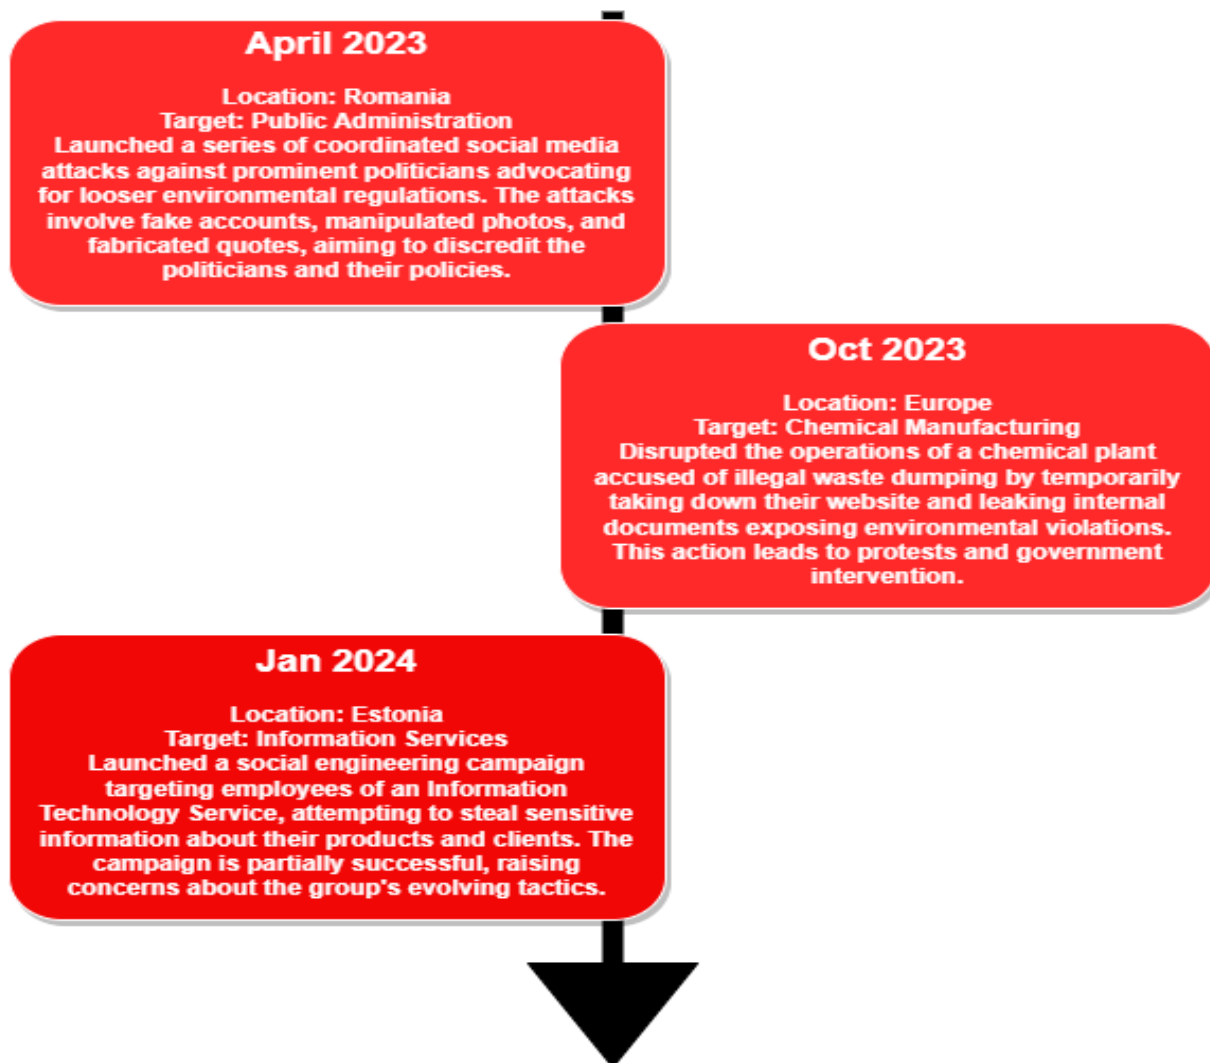 April 2023
Location: Romania
Target: Public Administration
Launched a series of coordinated social media
attacks against prominent politicians advocating
for looser environmental regulations. The attacks
involve fake accounts, manipulated photos, and
fabricated quotes, aiming to discredit the
politicians and their policies.
Oct 2023
Location: Europe
Target: Chemical Manufacturing
Disrupted the operations of a chemical plant
accused of illegal waste dumping by temporarily
taking down their website and leaking internal
documents exposing environmental violations.
This action leads to protests and government
intervention.
Jan 2024
Location: Estonia
Target: Information Services
Launched a social engineering campaign
targeting employees of an Information
Technology Service, attempting to steal sensitive
information about their products and clients. The
campaign is partially successful, raising
concerns about the group's evolving tactics.